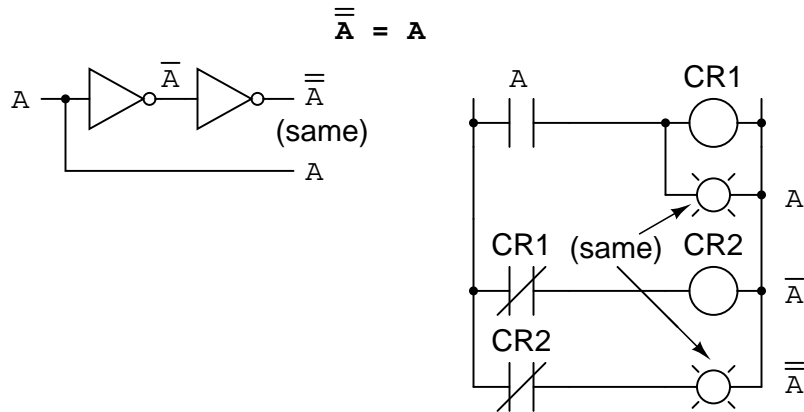 A̿ = A
A A̅ A̿
(same)
A
A CR1
A
CR1 (same) CR2
A̅
CR2
A̿